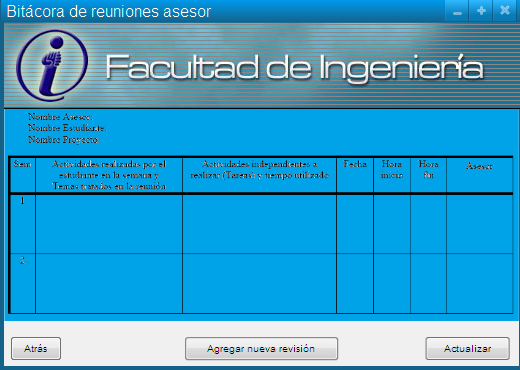 Bitácora de reuniones asesor
Facultad de Ingeniería
Nombre Asesor:
Nombre Estudiante:
Nombre Proyecto:
Sem
Actividades realizadas por el
estudiante en la semana y
Temas tratados en la reunión
Actividades independientes a
realizar (Tareas) y tiempo utilizado
Fecha
Hora
inicio
Hora
fin
Asesor
1
2
Atrás
Agregar nueva revisión
Actualizar